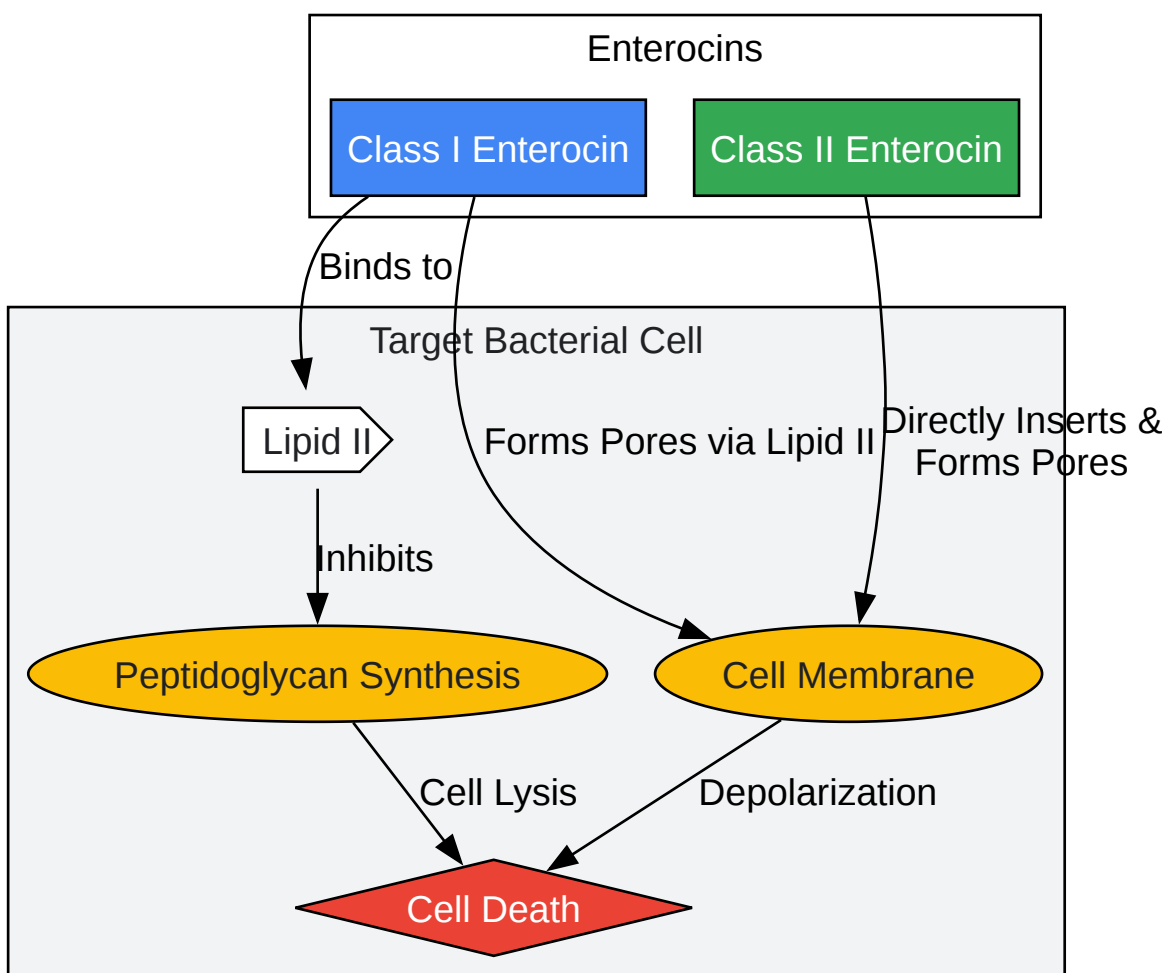 Enterocins
Class I Enterocin
Class II Enterocin
Binds to
Target Bacterial Cell
Lipid II
Forms Pores via Lipid II
Directly Inserts &
Forms Pores
Inhibits
Peptidoglycan Synthesis
Cell Membrane
Cell Lysis
Depolarization
Cell Death